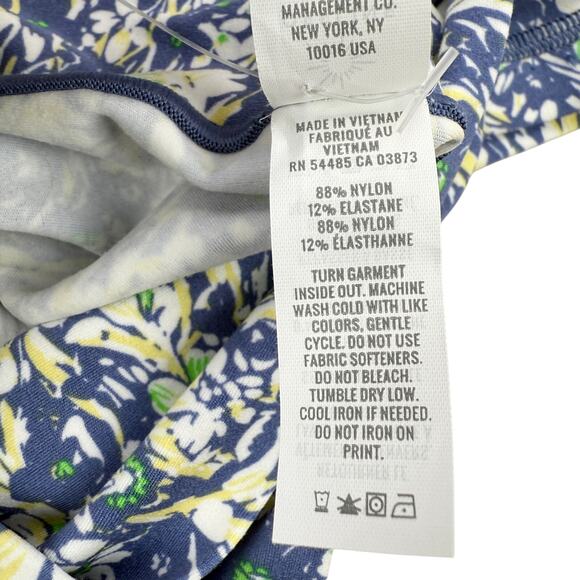 MANAGEMENT CO.
NEW YORK, NY
10016 USA
MADE IN VIETNAM
FABRIQUÉ AU
VIETNAM
RN 54485 CA 03873
88% NYLON
12% ELASTANE
88% NYLON
12% ÉLASTHANNE
TURN GARMENT
INSIDE OUT. MACHINE
WASH COLD WITH LIKE
COLORS, GENTLE
CYCLE. DO NOT USE
FABRIC SOFTENERS.
DO NOT BLEACH.
TUMBLE DRY LOW.
COOL IRON IF NEEDED.
DO NOT IRON ON
PRINT.